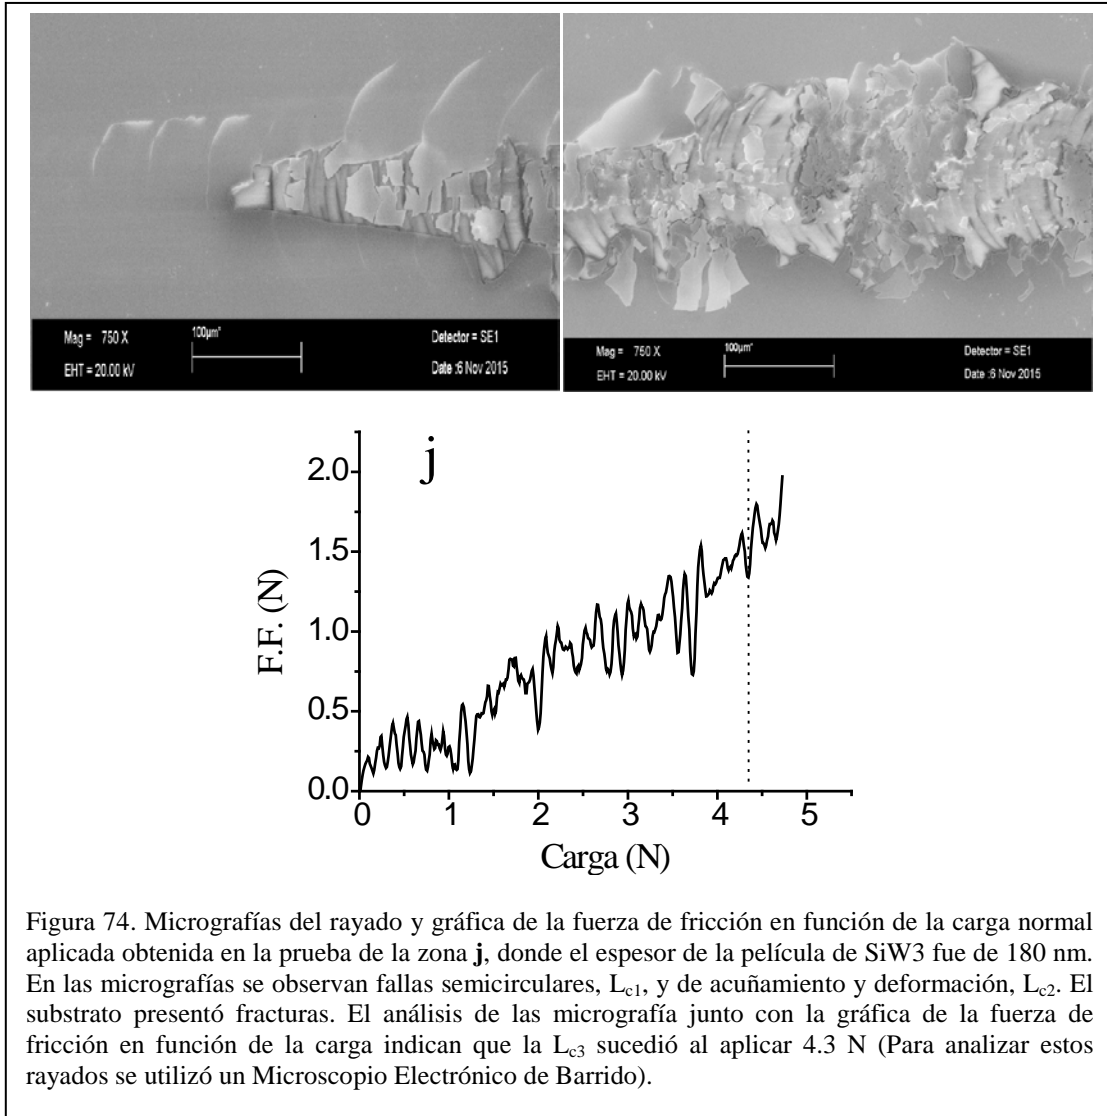 Mag = 750 X
100µm*
Detector = SE1
EHT = 20.00 kV
Date :6 Nov 2015
Mag = 750 X
100µm*
Detector = SE1
EHT = 20.00 kV
Date :6 Nov 2015
j
2.0
1.5
1.0
0.5
0.0
F.F. (N)
0 1 2 3 4 5
Carga (N)
Figura 74. Micrografías del rayado y gráfica de la fuerza de fricción en función de la carga normal
aplicada obtenida en la prueba de la zona j, donde el espesor de la película de SiW3 fue de 180 nm.
En las micrografías se observan fallas semicirculares, Lc1, y de acuñamiento y deformación, Lc2. El
substrato presentó fracturas. El análisis de las micrografía junto con la gráfica de la fuerza de
fricción en función de la carga indican que la Lc3 sucedió al aplicar 4.3 N (Para analizar estos
rayados se utilizó un Microscopio Electrónico de Barrido).